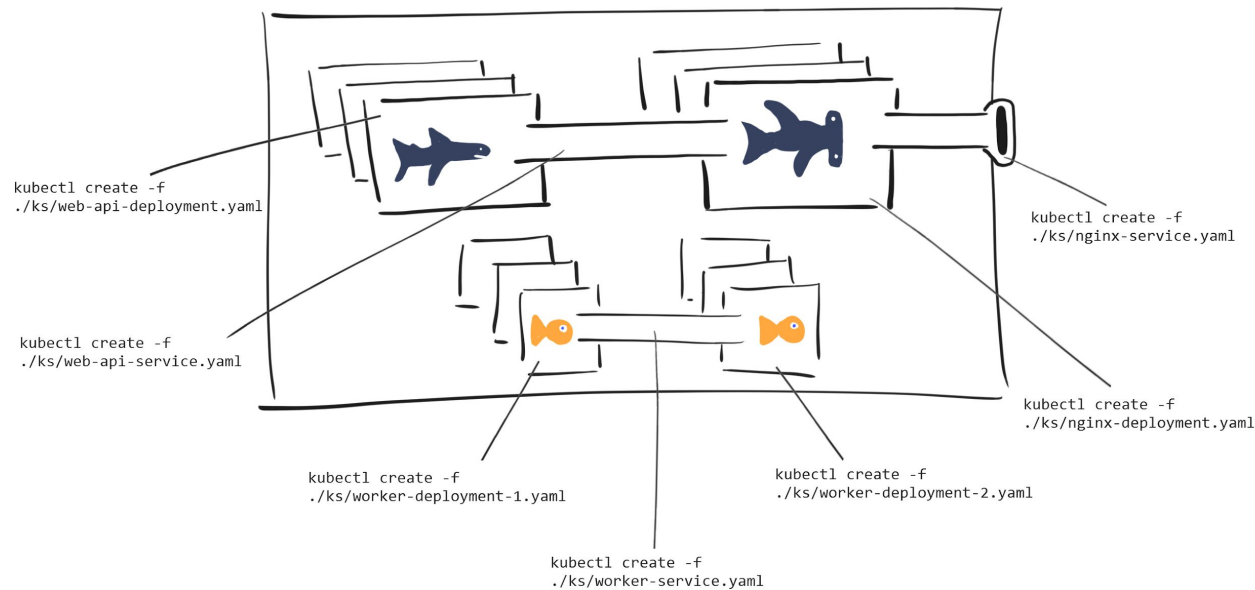 kubectl create -f
./ks/web-api-deployment.yaml
kubectl create -f
./ks/nginx-service.yaml
kubectl create -f
./ks/web-api-service.yaml
kubectl create -f
./ks/nginx-deployment.yaml
kubectl create -f
./ks/worker-deployment-1.yaml
kubectl create -f
./ks/worker-deployment-2.yaml
kubectl create -f
./ks/worker-service.yaml